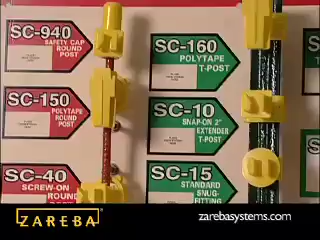 SC-940
SAFETY CAP
ROUND
POST
SC-160
POLYTAPE
T-POST
SC-150
POLYTAPE
ROUND
POST
SC-10
SNAP-ON 2"
EXTENDER
T-POST
SC-40
SCREW-ON
ROUND
SC-15
STANDARD
SNUG-
FITTING
ZAREBA®
zarebasystems.com